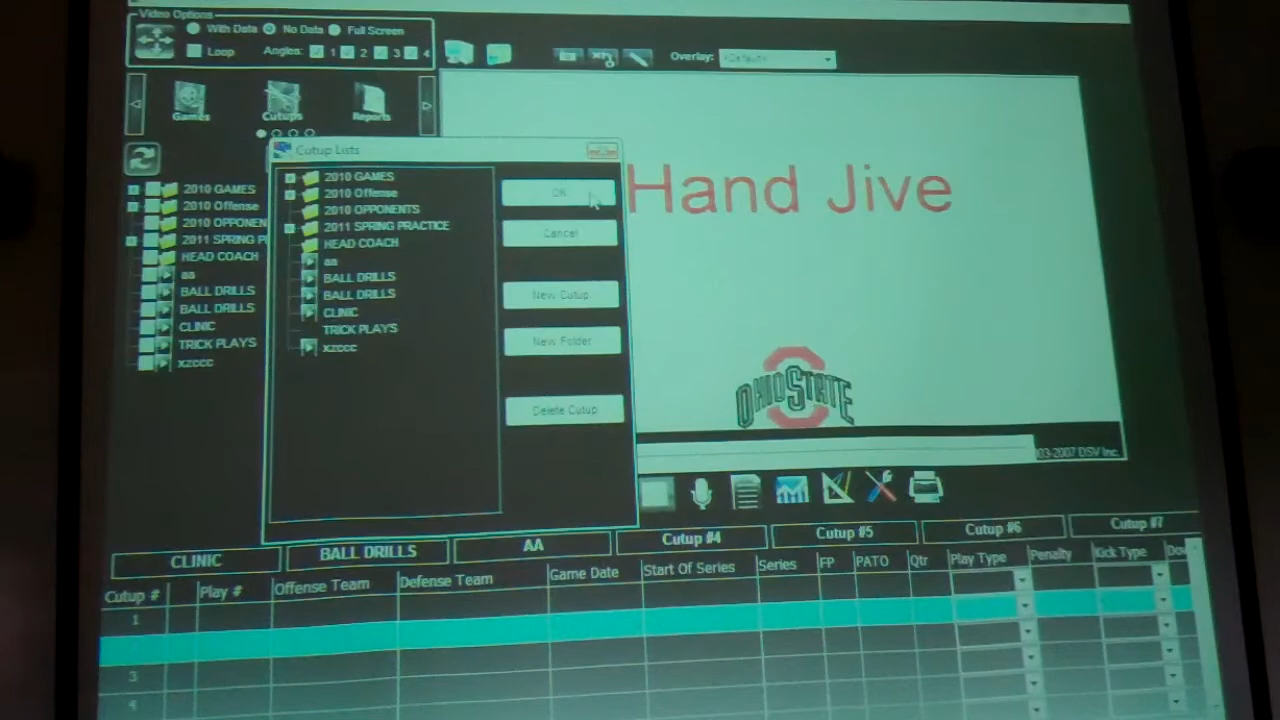 Video Options
With Data No Data Full Screen
Loop Angles: 1 2 3 4
Overlay: <Default>
Games Cutups Reports
Cutup Lists
2010 GAMES
2010 Offense
2010 OPPONEN
2011 SPRING P
HEAD COACH
aa
BALL DRILLS
BALL DRILLS
CLINIC
TRICK PLAYS
xzccc
2010 GAMES
2010 Offense
2010 OPPONENTS
2011 SPRING PRACTICE
HEAD COACH
aa
BALL DRILLS
BALL DRILLS
CLINIC
TRICK PLAYS
xzccc
OK
Cancel
New Cutup
New Folder
Delete Cutup
Hand Jive
OHIO STATE
03-2007 DSV Inc.
CLINIC BALL DRILLS AA Cutup #4 Cutup #5 Cutup #6 Cutup #7
Cutup # Play # Offense Team Defense Team Game Date Start Of Series Series FP PATO Qtr Play Type Penalty Kick Type Dow
1
3
4